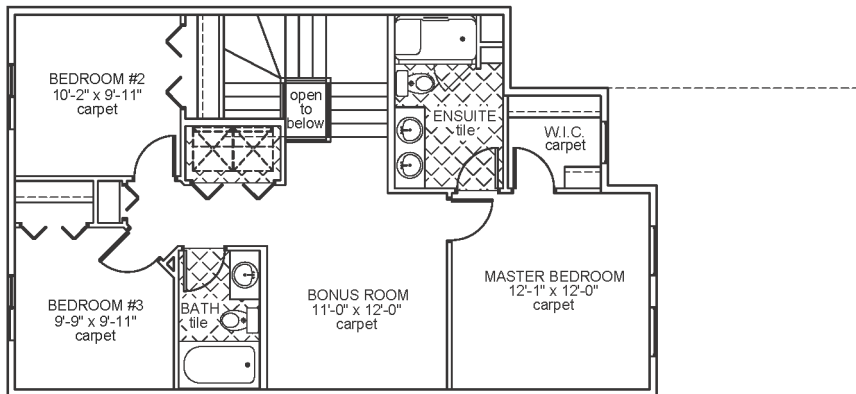 BEDROOM #2
10'-2" x 9'-11"
carpet
open
to
below
ENSUITE
tile
W.I.C.
carpet
BEDROOM #3
9'-9" x 9'-11"
carpet
BATH
tile
BONUS ROOM
11'-0" x 12'-0"
carpet
MASTER BEDROOM
12'-1" x 12'-0"
carpet